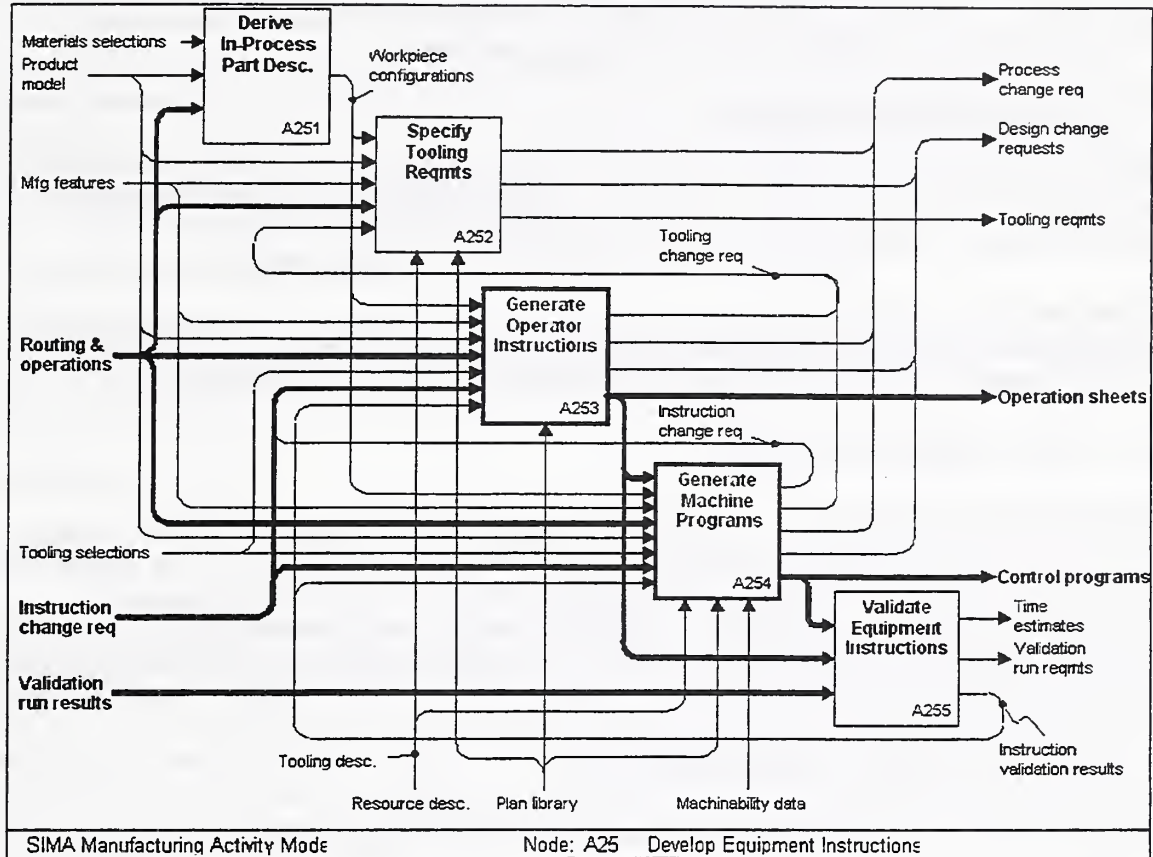 Derive
In-Process
Part Desc.
A251
Materials selections
Product
model
Workpiece
configurations
Process
change req
Specify
Tooling
Reqmts
A252
Design change
requests
Mfg features
Tooling reqmts
Tooling
change req
Generate
Operator
Instructions
A253
Routing &
operations
Operation sheets
Instruction
change req
Generate
Machine
Programs
A254
Tooling selections
Control programs
Instruction
change req
Validate
Equipment
Instructions
A255
Time
estimates
Validation
run reqmts
Validation
run results
Instruction
validation results
Tooling desc.
Resource desc.
Plan library
Machinability data
SIMA Manufacturing Activity Mode
Node: A25 Develop Equipment Instructions